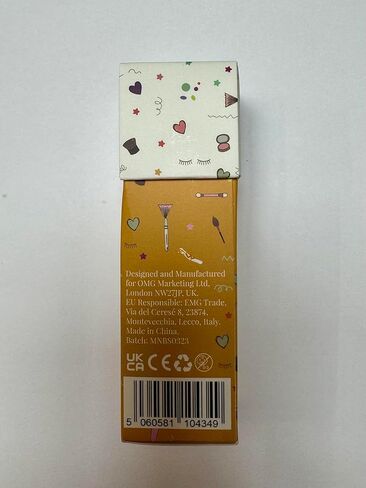 Designed and Manufactured
for OMG Marketing Ltd,
London NW27JP, UK.
EU Responsible: EMG Trade,
Via del Ceresé 8, 23874.
Montevecchia, Lecco, Italy.
Made in China.
Batch: MNBS0323
UK
CA CE
5 060581 104349